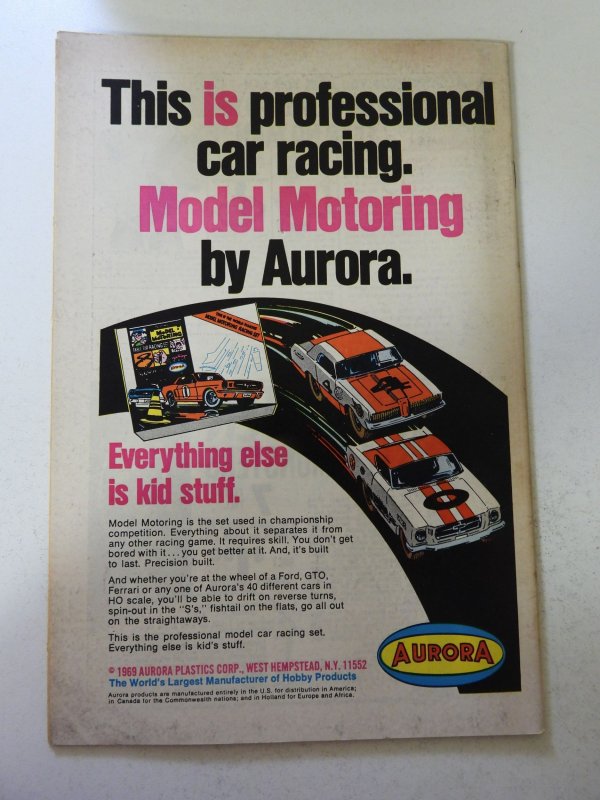 This is professional
car racing.
Model Motoring
by Aurora.
Everything else
is kid stuff.
Model Motoring is the set used in championship
competition. Everything about it separates it from
any other racing game. It requires skill. You don't get
bored with it...you get better at it. And, it's built
to last. Precision built.
And whether you're at the wheel of a Ford, GTO,
Ferrari or any one of Aurora's 40 different cars in
HO scale, you'll be able to drift on reverse turns,
spin-out in the "S's," fishtail on the flats, go all out
on the straightaways.
This is the professional model car racing set.
Everything else is kid's stuff.
© 1969 AURORA PLASTICS CORP., WEST HEMPSTEAD, N.Y. 11552
The World's Largest Manufacturer of Hobby Products
Aurora products are manufactured entirely in the U.S. for distribution in America;
in Canada for the Commonwealth nations; and in Holland for Europe and Africa.
AURORA
4
0
1